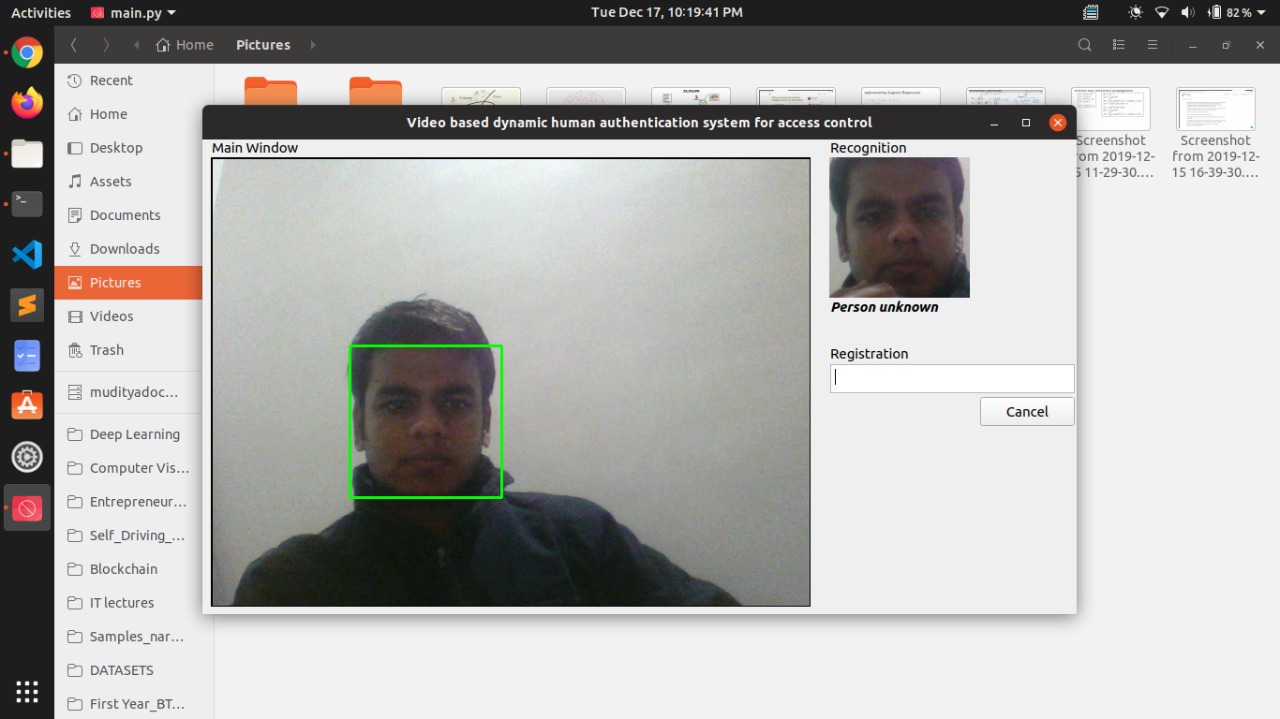 Activities
main.py
Tue Dec 17, 10:19:41 PM
82 %
Home
Pictures
Recent
Home
Desktop
Assets
Documents
Downloads
Pictures
Videos
Trash
mudityadoc...
Deep Learning
Computer Vis...
Entrepreneur...
Self_Driving_...
Blockchain
IT lectures
Samples_nar...
DATASETS
First Year_BT...
Video based dynamic human authentication system for access control
Main Window
Recognition
Person unknown
Registration
Cancel
Screenshot
from 2019-12-
11-29-30....
Screenshot
from 2019-12-
15 16-39-30....